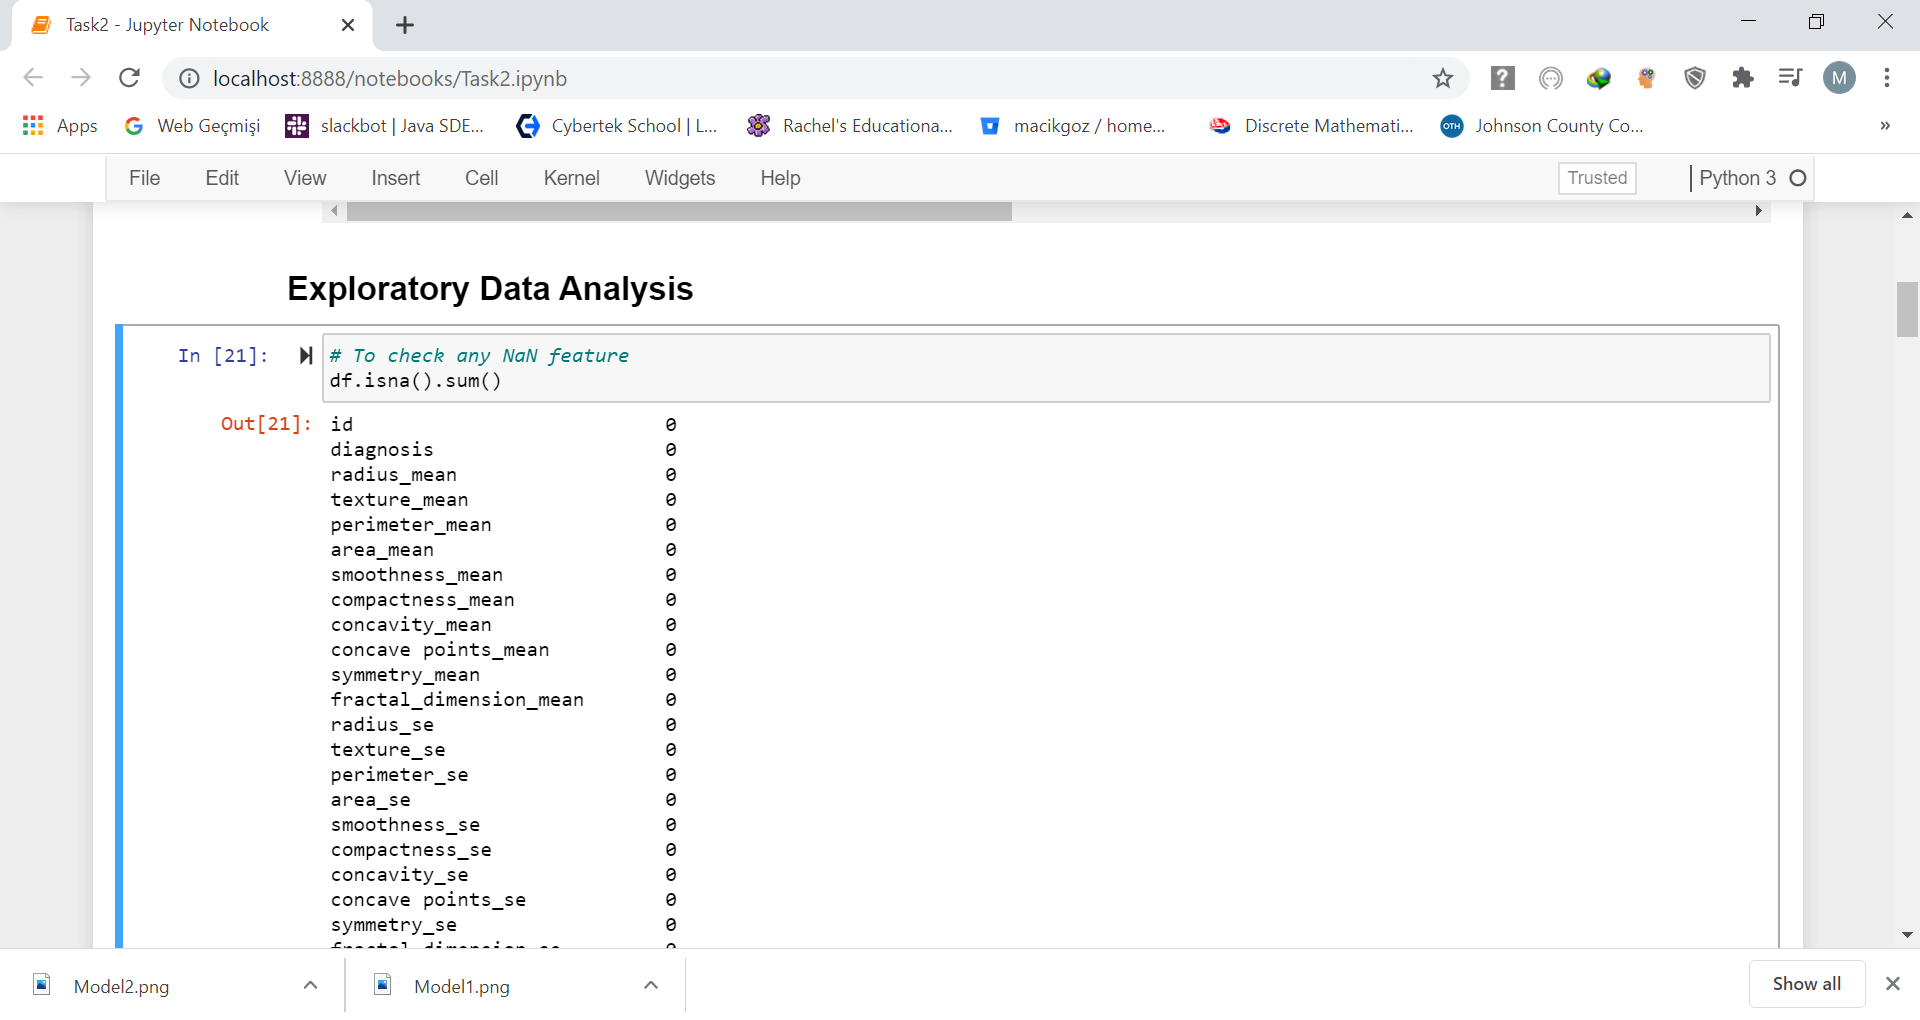 Task2 - Jupyter Notebook
localhost:8888/notebooks/Task2.ipynb
M
Apps
Web Geçmişi
slackbot | Java SDE...
Cybertek School | L...
Rachel's Educationa...
macikgoz / home...
Discrete Mathemati...
OTH
Johnson County Co...
»
File Edit View Insert Cell Kernel Widgets Help Trusted Python 3
Exploratory Data Analysis
In [21]: # To check any NaN feature
df.isna().sum()
Out[21]: id 0
diagnosis 0
radius_mean 0
texture_mean 0
perimeter_mean 0
area_mean 0
smoothness_mean 0
compactness_mean 0
concavity_mean 0
concave points_mean 0
symmetry_mean 0
fractal_dimension_mean 0
radius_se 0
texture_se 0
perimeter_se 0
area_se 0
smoothness_se 0
compactness_se 0
concavity_se 0
concave points_se 0
symmetry_se 0
fractal_dimension_se 0
Model2.png
Model1.png
Show all